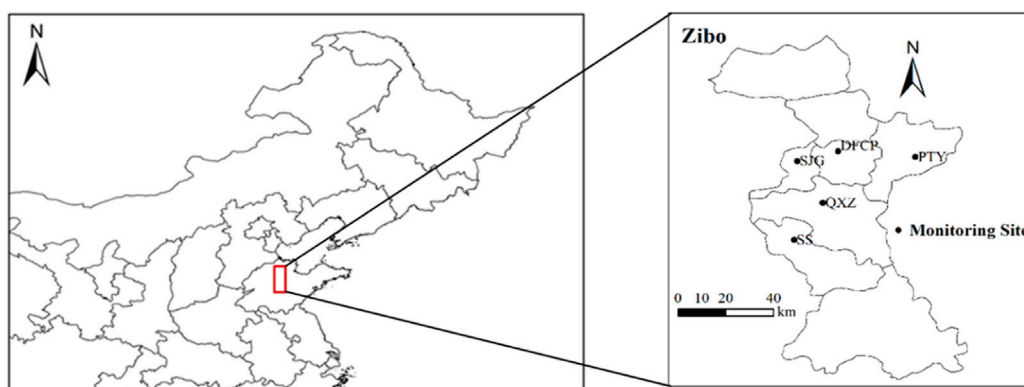 N
Zibo
N
DFCP
SJG
PTY
QXZ
Monitoring Site
SS
0 10 20 40
km